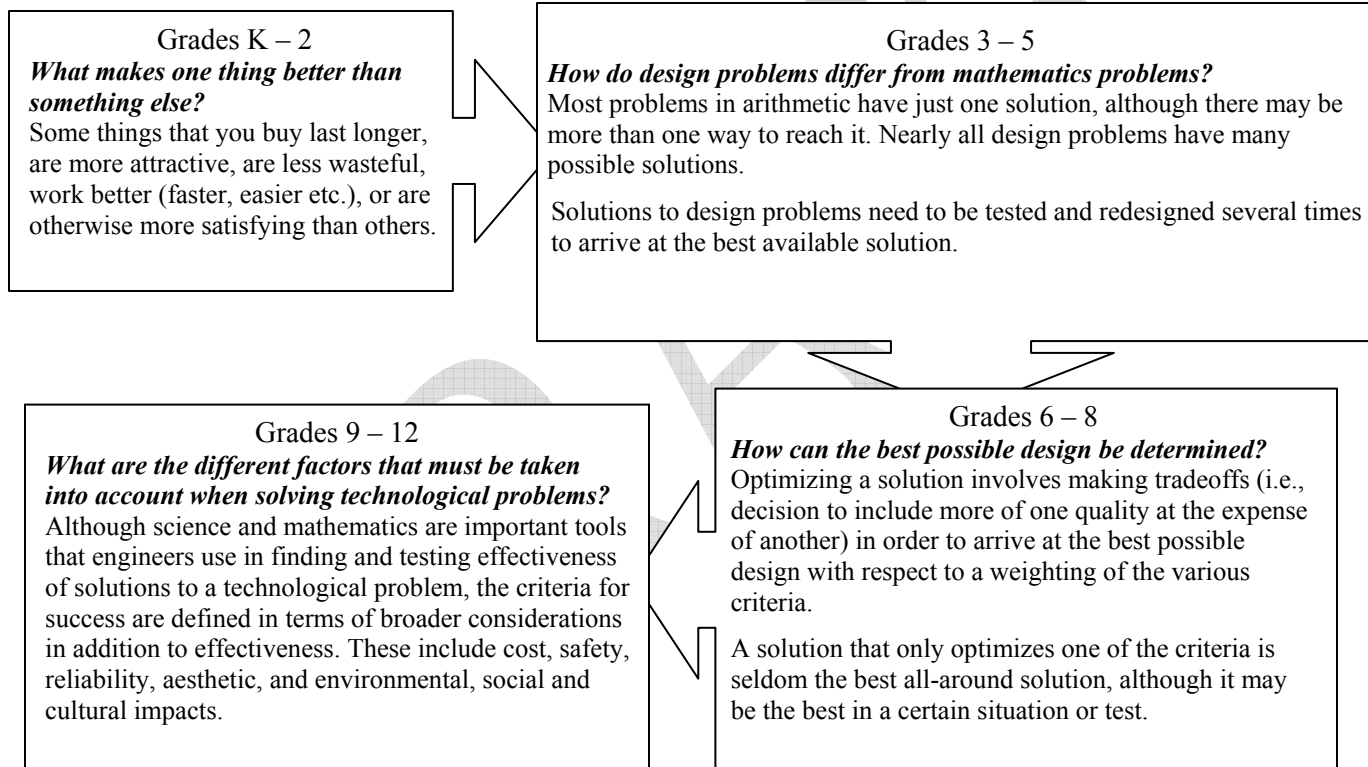 Grades K – 2
What makes one thing better than
something else?
Some things that you buy last longer,
are more attractive, are less wasteful,
work better (faster, easier etc.), or are
otherwise more satisfying than others.
Grades 3 – 5
How do design problems differ from mathematics problems?
Most problems in arithmetic have just one solution, although there may be
more than one way to reach it. Nearly all design problems have many
possible solutions.
Solutions to design problems need to be tested and redesigned several times
to arrive at the best available solution.
Grades 6 – 8
How can the best possible design be determined?
Optimizing a solution involves making tradeoffs (i.e.,
decision to include more of one quality at the expense
of another) in order to arrive at the best possible
design with respect to a weighting of the various
criteria.
A solution that only optimizes one of the criteria is
seldom the best all-around solution, although it may
be the best in a certain situation or test.
Grades 9 – 12
What are the different factors that must be taken
into account when solving technological problems?
Although science and mathematics are important tools
that engineers use in finding and testing effectiveness
of solutions to a technological problem, the criteria for
success are defined in terms of broader considerations
in addition to effectiveness. These include cost, safety,
reliability, aesthetic, and environmental, social and
cultural impacts.